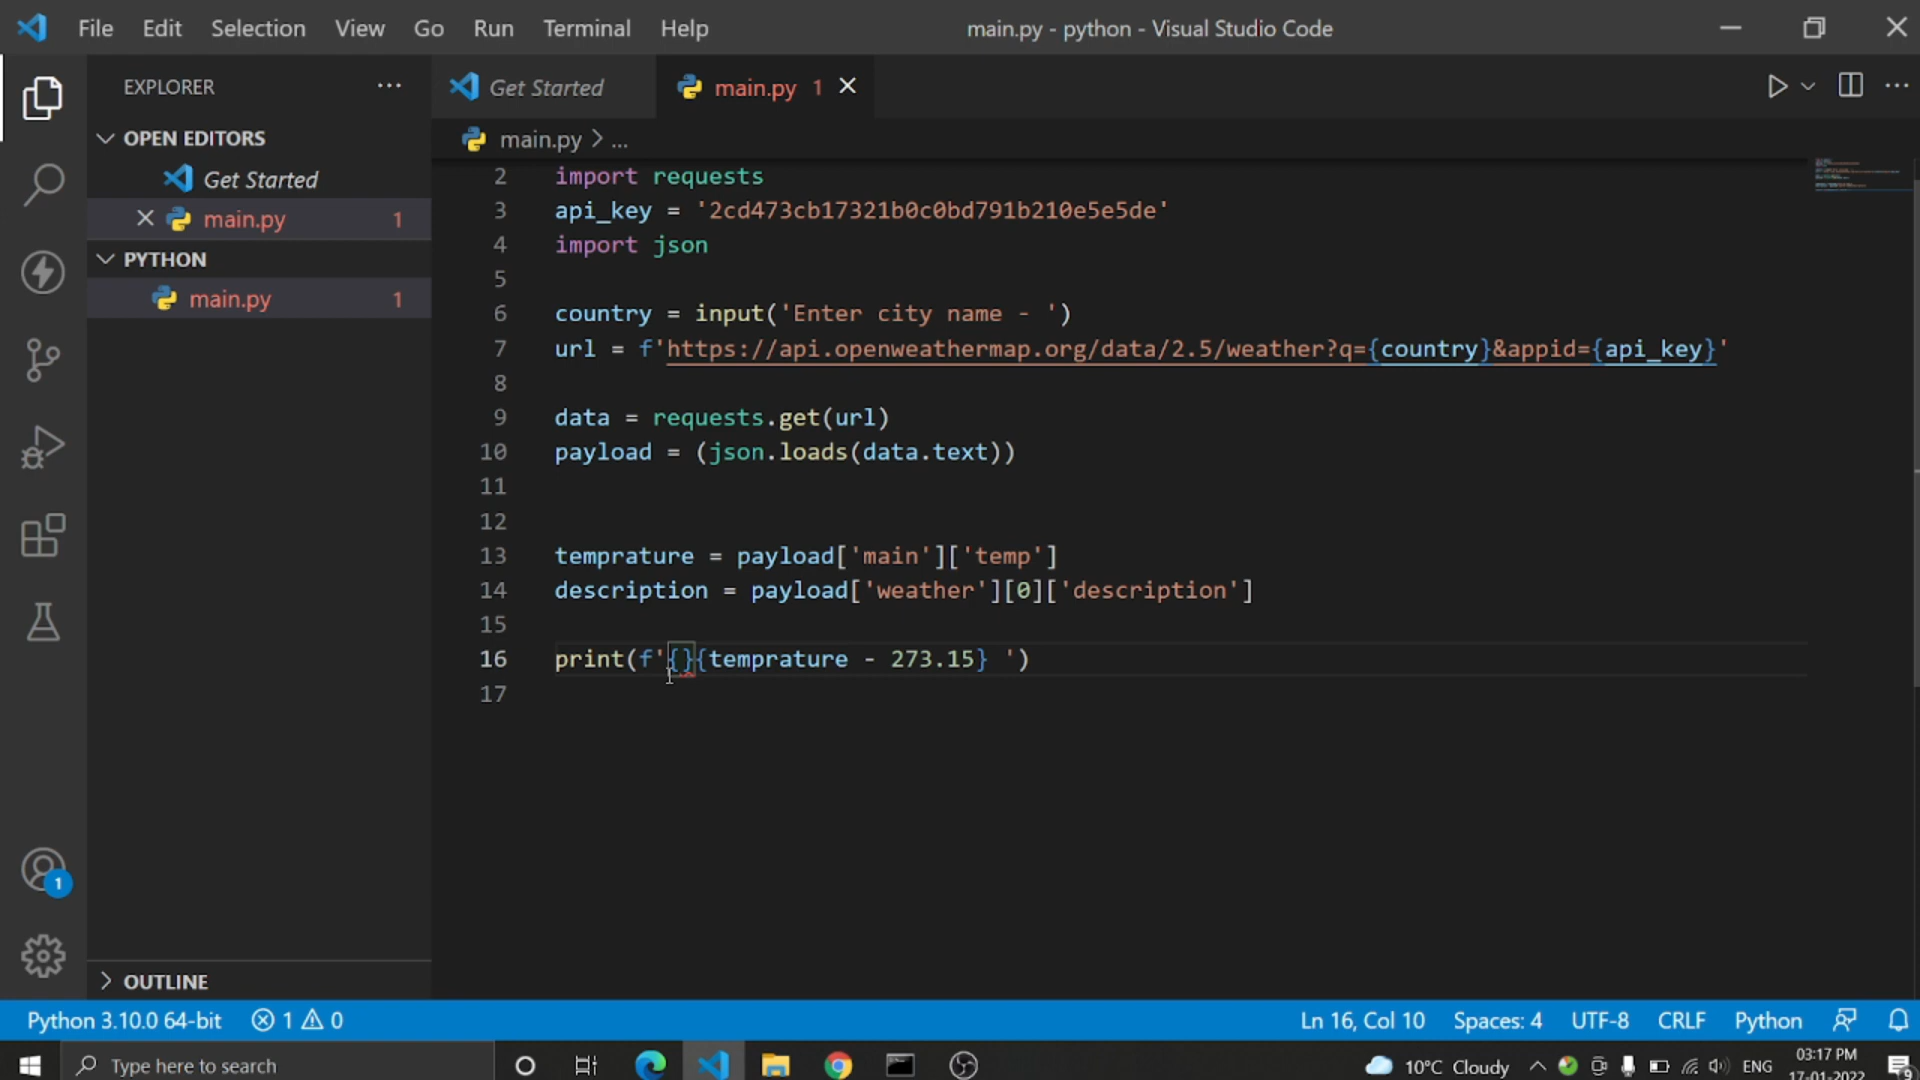 File Edit Selection View Go Run Terminal Help
main.py - python - Visual Studio Code
EXPLORER
Get Started
main.py 1
OPEN EDITORS
main.py > ...
Get Started
main.py 1
PYTHON
main.py 1
2 import requests
3 api_key = '2cd473cb17321b0c0bd791b210e5e5de'
4 import json
5
6 country = input('Enter city name - ')
7 url = f'https://api.openweathermap.org/data/2.5/weather?q={country}&appid={api_key}'
8
9 data = requests.get(url)
10 payload = (json.loads(data.text))
11
12
13 temprature = payload['main']['temp']
14 description = payload['weather'][0]['description']
15
16 print(f'{}{temprature - 273.15} ')
17
1
OUTLINE
Python 3.10.0 64-bit 1 0
Ln 16, Col 10 Spaces: 4 UTF-8 CRLF Python
Type here to search
10°C Cloudy
ENG
03:17 PM
17-01-2022
9